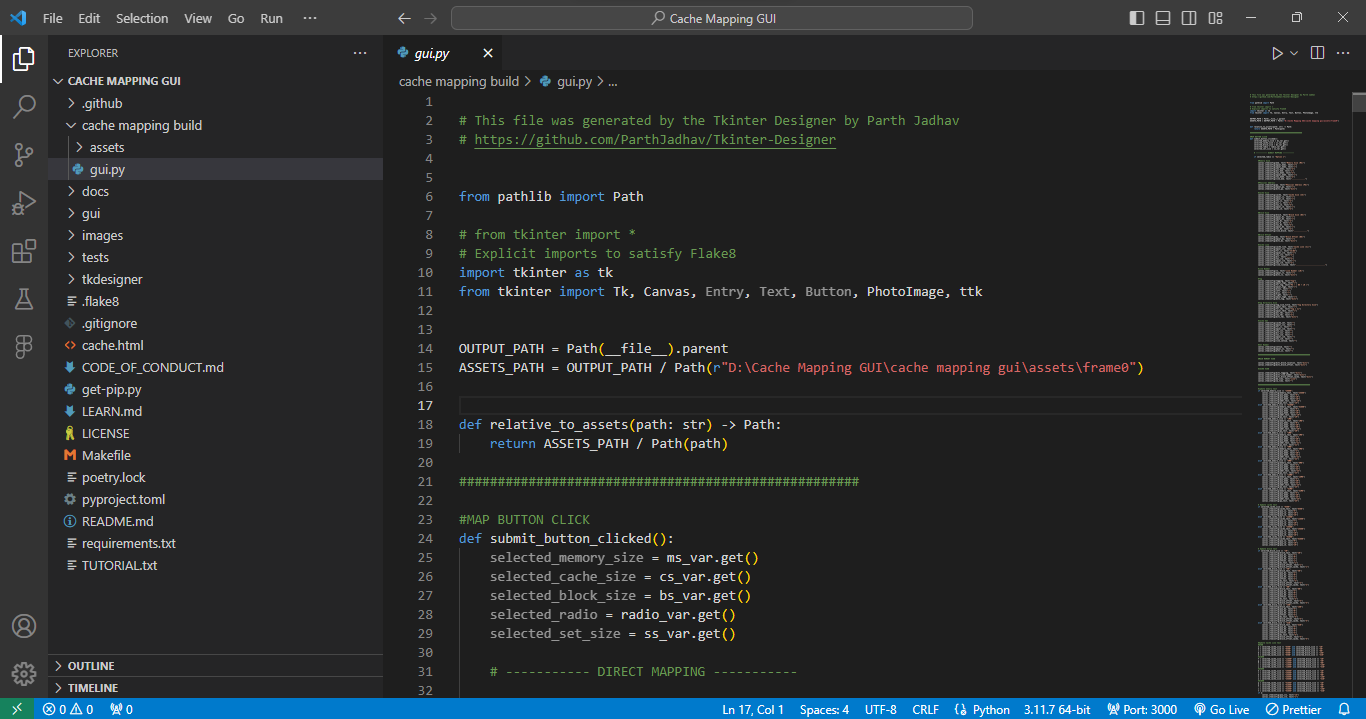 File Edit Selection View Go Run ···
Cache Mapping GUI
EXPLORER
CACHE MAPPING GUI
.github
cache mapping build
assets
gui.py
docs
gui
images
tests
tkdesigner
.flake8
.gitignore
cache.html
CODE_OF_CONDUCT.md
get-pip.py
LEARN.md
LICENSE
Makefile
poetry.lock
pyproject.toml
README.md
requirements.txt
TUTORIAL.txt
OUTLINE
TIMELINE
gui.py
cache mapping build > gui.py > ...
1
2 # This file was generated by the Tkinter Designer by Parth Jadhav
3 # https://github.com/ParthJadhav/Tkinter-Designer
4
5
6 from pathlib import Path
7
8 # from tkinter import *
9 # Explicit imports to satisfy Flake8
10 import tkinter as tk
11 from tkinter import Tk, Canvas, Entry, Text, Button, PhotoImage, ttk
12
13
14 OUTPUT_PATH = Path(__file__).parent
15 ASSETS_PATH = OUTPUT_PATH / Path(r"D:\Cache Mapping GUI\cache mapping gui\assets\frame0")
16
17
18 def relative_to_assets(path: str) -> Path:
19     return ASSETS_PATH / Path(path)
20
21 ####################################################
22
23 #MAP BUTTON CLICK
24 def submit_button_clicked():
25     selected_memory_size = ms_var.get()
26     selected_cache_size = cs_var.get()
27     selected_block_size = bs_var.get()
28     selected_radio = radio_var.get()
29     selected_set_size = ss_var.get()
30
31     # ----------- DIRECT MAPPING -----------
32
0 0 0 Ln 17, Col 1 Spaces: 4 UTF-8 CRLF Python 3.11.7 64-bit Port: 3000 Go Live Prettier